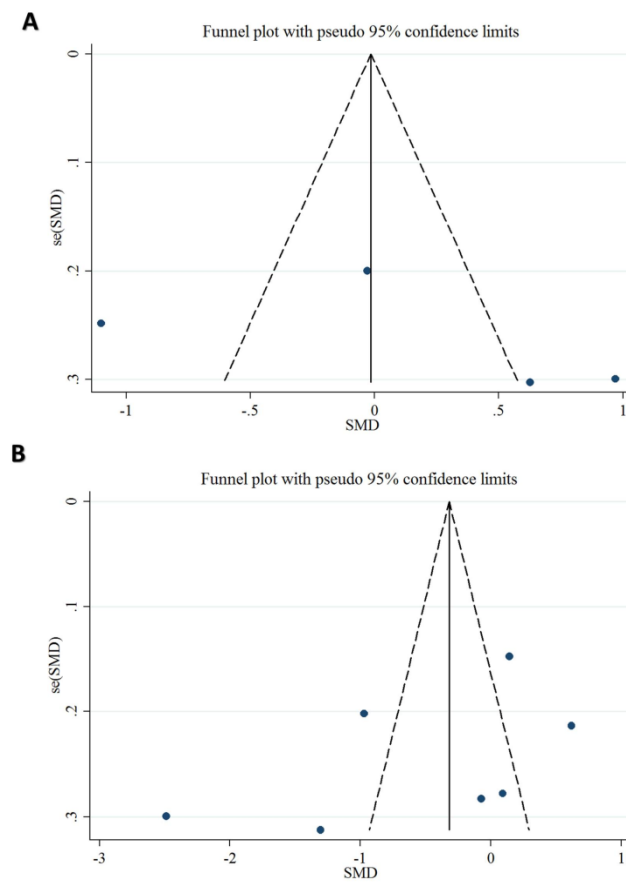 A
Funnel plot with pseudo 95% confidence limits
se(SMD)
0
.1
.2
.3
-1
-.5
0
.5
1
SMD
B
Funnel plot with pseudo 95% confidence limits
se(SMD)
0
.1
.2
.3
-3
-2
-1
0
1
SMD